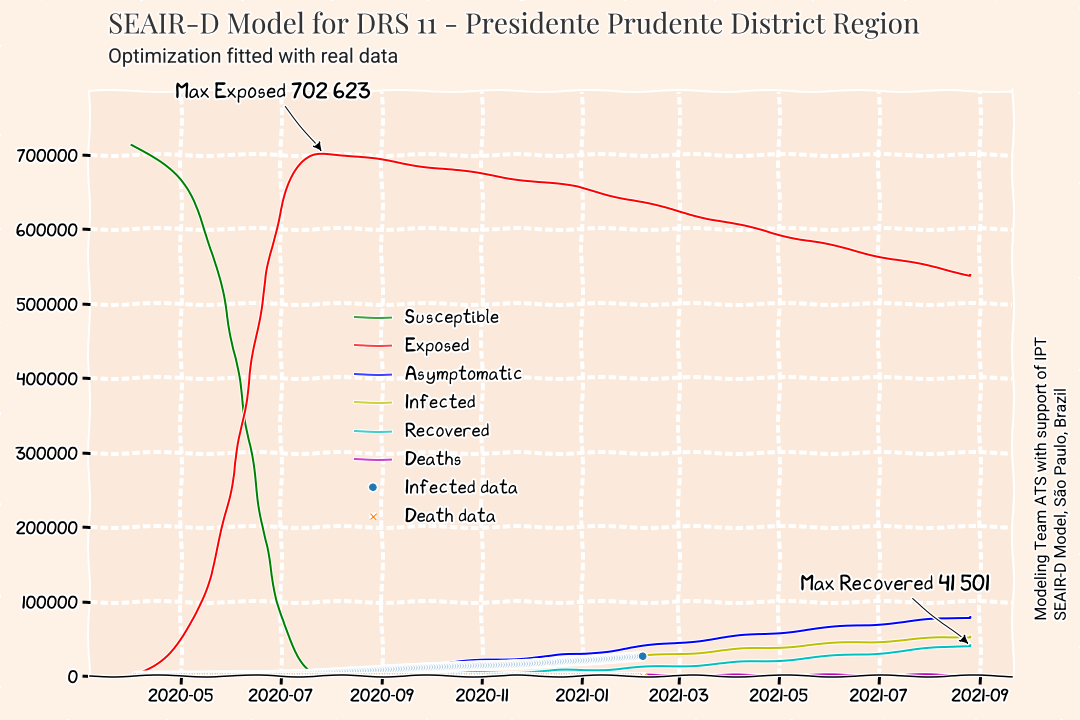 SEAIR-D Model for DRS 11 - Presidente Prudente District Region
Optimization fitted with real data
Max Exposed 702 623
700000
600000
500000
400000
300000
200000
100000
0
Susceptible
Exposed
Asymptomatic
Infected
Recovered
Deaths
Infected data
Death data
Max Recovered 41 501
2020-05 2020-07 2020-09 2020-11 2021-01 2021-03 2021-05 2021-07 2021-09
Modeling Team ATS with support of IPT
SEAIR-D Model, São Paulo, Brazil